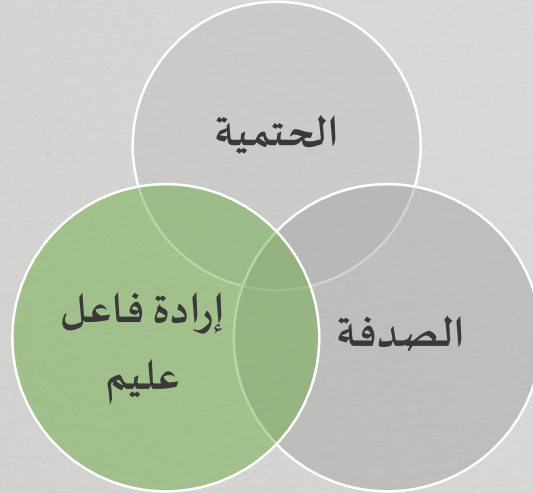 الحتمية
إرادة فاعل
عليم
الصدفة